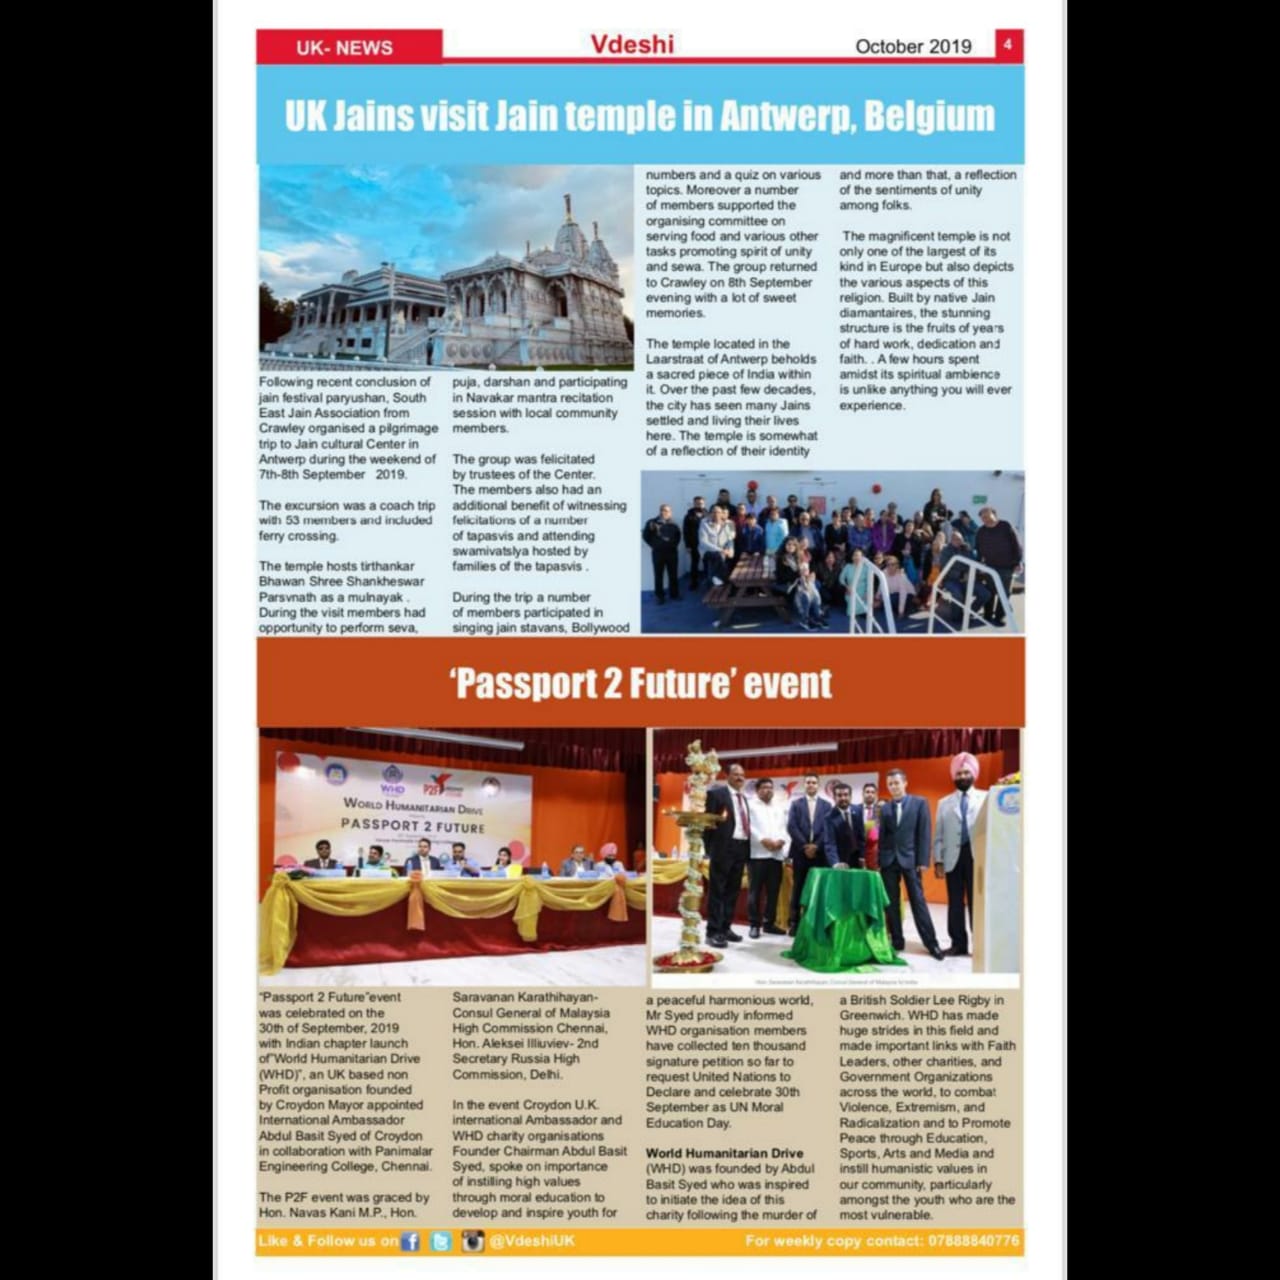 UK- NEWS
Vdeshi
October 2019
4
UK Jains visit Jain temple in Antwerp, Belgium
Following recent conclusion of
jain festival paryushan, South
East Jain Association from
Crawley organised a pilgrimage
trip to Jain cultural Center in
Antwerp during the weekend of
7th-8th September 2019.
The excursion was a coach trip
with 53 members and included
ferry crossing.
The temple hosts tirthankar
Bhawan Shree Shankheswar
Parsvnath as a mulnayak .
During the visit members had
opportunity to perform seva,
puja, darshan and participating
in Navakar mantra recitation
session with local community
members.
The group was felicitated
by trustees of the Center.
The members also had an
additional benefit of witnessing
felicitations of a number
of tapasvis and attending
swamivatslya hosted by
families of the tapasvis .
During the trip a number
of members participated in
singing jain stavans, Bollywood
numbers and a quiz on various
topics. Moreover a number
of members supported the
organising committee on
serving food and various other
tasks promoting spirit of unity
and sewa. The group returned
to Crawley on 8th September
evening with a lot of sweet
memories.
The temple located in the
Laarstraat of Antwerp beholds
a sacred piece of India within
it. Over the past few decades,
the city has seen many Jains
settled and living their lives
here. The temple is somewhat
of a reflection of their identity
and more than that, a reflection
of the sentiments of unity
among folks.
The magnificent temple is not
only one of the largest of its
kind in Europe but also depicts
the various aspects of this
religion. Built by native Jain
diamantaires, the stunning
structure is the fruits of years
of hard work, dedication and
faith. . A few hours spent
amidst its spiritual ambience
is unlike anything you will ever
experience.
'Passport 2 Future' event
WHD
P2F
WORLD HUMANITARIAN DRIVE
PASSPORT 2 FUTURE
Hon. Saravanan Karathihayan, Consul General of Malaysia
"Passport 2 Future"event
was celebrated on the
30th of September, 2019
with Indian chapter launch
of"World Humanitarian Drive
(WHD)", an UK based non
Profit organisation founded
by Croydon Mayor appointed
International Ambassador
Abdul Basit Syed of Croydon
in collaboration with Panimalar
Engineering College, Chennai.
The P2F event was graced by
Hon. Navas Kani M.P., Hon.
Saravanan Karathihayan-
Consul General of Malaysia
High Commission Chennai,
Hon. Aleksei Illiuviev- 2nd
Secretary Russia High
Commission, Delhi.
In the event Croydon U.K.
international Ambassador and
WHD charity organisations
Founder Chairman Abdul Basit
Syed, spoke on importance
of instilling high values
through moral education to
develop and inspire youth for
a peaceful harmonious world,
Mr Syed proudly informed
WHD organisation members
have collected ten thousand
signature petition so far to
request United Nations to
Declare and celebrate 30th
September as UN Moral
Education Day.
World Humanitarian Drive
(WHD) was founded by Abdul
Basit Syed who was inspired
to initiate the idea of this
charity following the murder of
a British Soldier Lee Rigby in
Greenwich. WHD has made
huge strides in this field and
made important links with Faith
Leaders, other charities, and
Government Organizations
across the world, to combat
Violence, Extremism, and
Radicalization and to Promote
Peace through Education,
Sports, Arts and Media and
instill humanistic values in
our community, particularly
amongst the youth who are the
most vulnerable.
Like & Follow us on
@VdeshiUK
For weekly copy contact: 07888840776